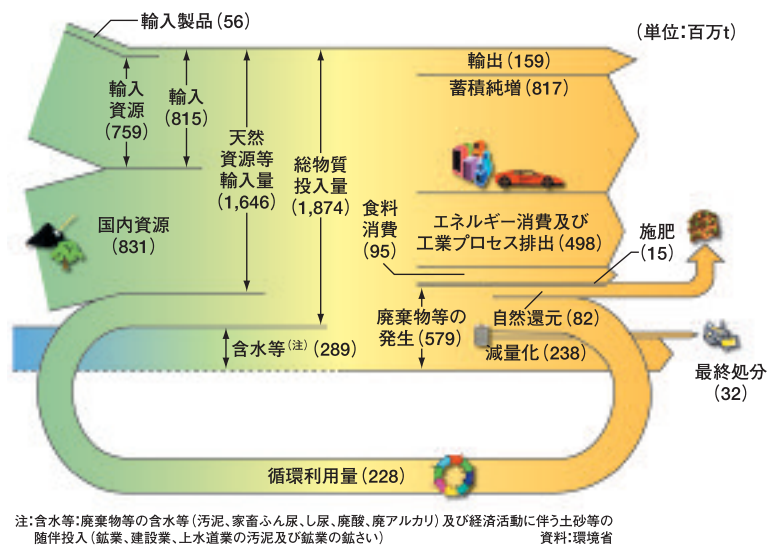 輸入製品(56)
(単位:百万t)
輸出(159)
蓄積純増(817)
輸入
資源
(759)
輸入
(815)
天然
資源等
輸入量
(1,646)
総物質
投入量
(1,874)
国内資源
(831)
食料
消費
(95)
エネルギー消費及び
工業プロセス排出(498)
施肥
(15)
廃棄物等の
発生(579)
自然還元(82)
含水等(注)(289)
減量化(238)
最終処分
(32)
循環利用量(228)
注:含水等:廃棄物等の含水等(汚泥、家畜ふん尿、し尿、廃酸、廃アルカリ)及び経済活動に伴う土砂等の
随伴投入(鉱業、建設業、上水道業の汚泥及び鉱業の鉱さい)
資料:環境省